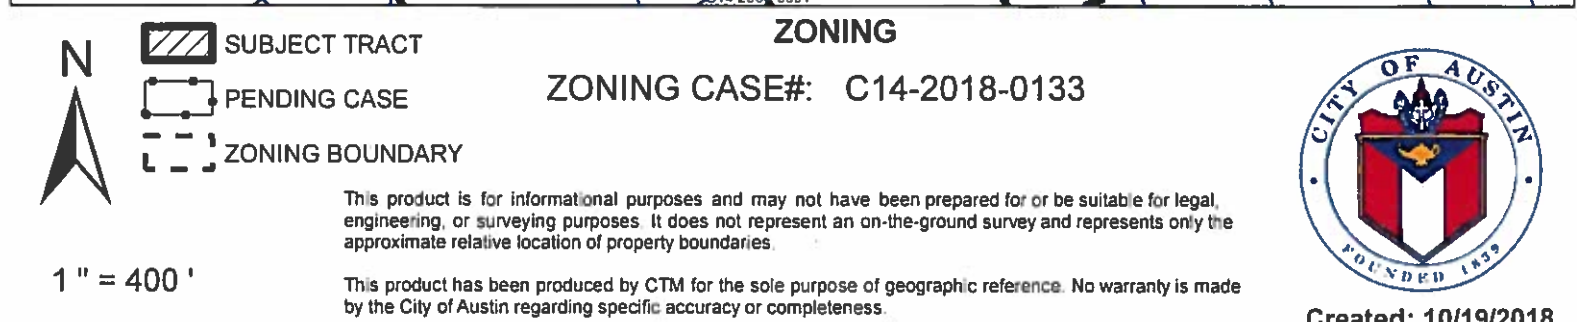 ZONING
ZONING CASE#: C14-2018-0133
N
SUBJECT TRACT
PENDING CASE
ZONING BOUNDARY
1 " = 400 '
This product is for informational purposes and may not have been prepared for or be suitable for legal,
engineering, or surveying purposes. It does not represent an on-the-ground survey and represents only the
approximate relative location of property boundaries.
This product has been produced by CTM for the sole purpose of geographic reference. No warranty is made
by the City of Austin regarding specific accuracy or completeness.
CITY OF AUSTIN
FOUNDED 1839
Created: 10/19/2018